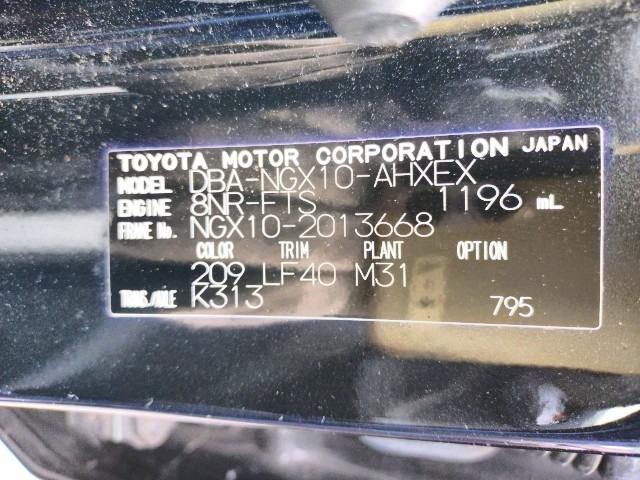 TOYOTA MOTOR CORPORATION JAPAN
MODEL DBA-NGX10-AHXEX
ENGINE 8NR-FTS 1196 mL
FRAME No. NGX10-2013668
COLOR TRIM PLANT OPTION
209 LF40 M31
TRANS/AXLE K313
795